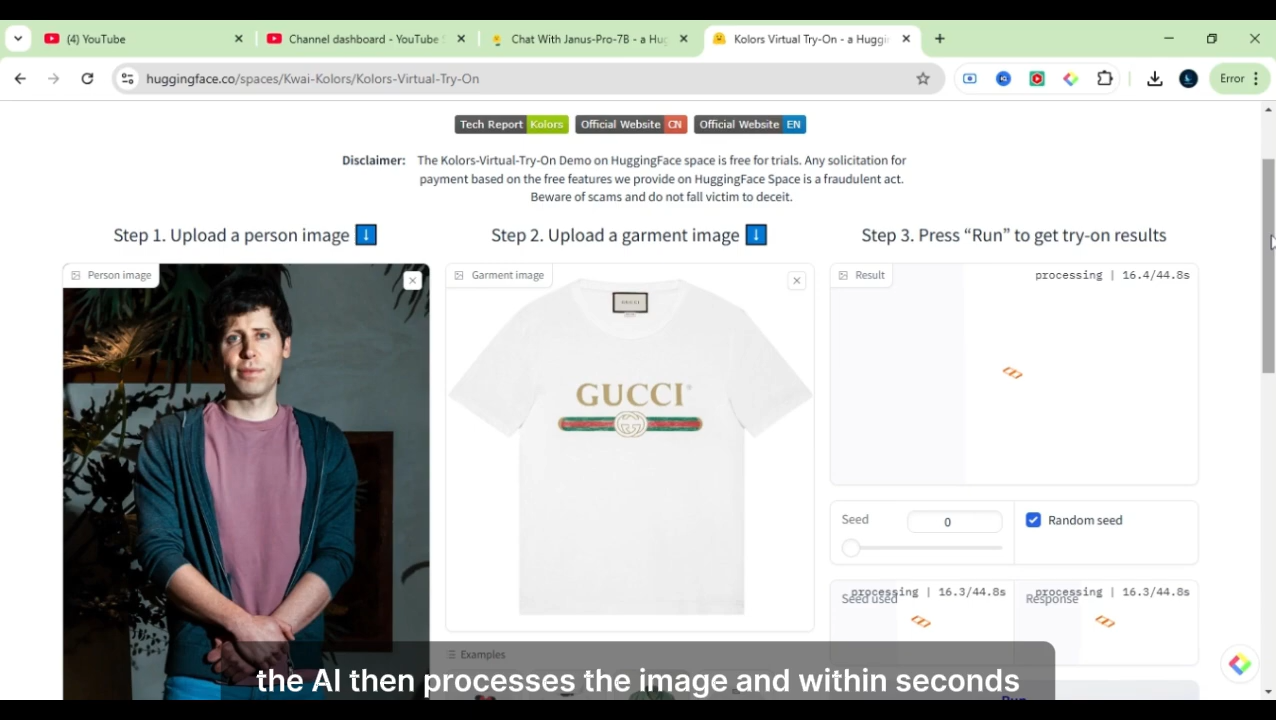 (4) YouTube
Channel dashboard - YouTube
Chat With Janus-Pro-7B - a Hug
Kolors Virtual Try-On - a Huggi
huggingface.co/spaces/Kwai-Kolors/Kolors-Virtual-Try-On
Error
Tech Report Kolors
Official Website CN
Official Website EN
Disclaimer: The Kolors-Virtual-Try-On Demo on HuggingFace space is free for trials. Any solicitation for
payment based on the free features we provide on HuggingFace Space is a fraudulent act.
Beware of scams and do not fall victim to deceit.
Step 1. Upload a person image
Step 2. Upload a garment image
Step 3. Press “Run” to get try-on results
Person image
Garment image
Result
processing | 16.4/44.8s
GUCCI
GUCCI®
Seed
0
Random seed
processing | 16.3/44.8s
Seed used
processing | 16.3/44.8s
Response
Examples
the AI then processes the image and within seconds